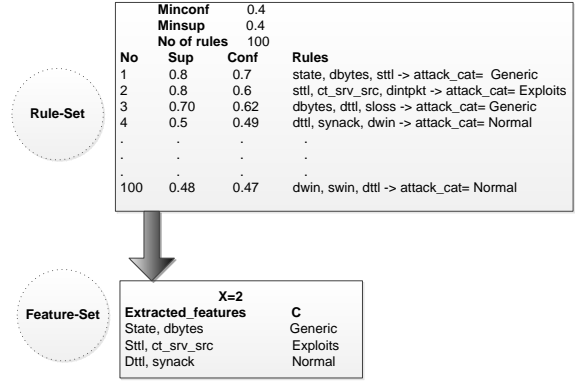 Minconf 0.4
Minsup 0.4
No of rules 100
No Sup Conf Rules
1 0.8 0.7 state, dbytes, sttl -> attack_cat= Generic
2 0.8 0.6 sttl, ct_srv_src, dintpkt -> attack_cat= Exploits
3 0.70 0.62 dbytes, dttl, sloss -> attack_cat= Generic
4 0.5 0.49 dttl, synack, dwin -> attack_cat= Normal
. . . .
. . . .
. . . .
100 0.48 0.47 dwin, swin, dttl -> attack_cat= Normal
Rule-Set
X=2
Extracted_features C
State, dbytes Generic
Sttl, ct_srv_src Exploits
Dttl, synack Normal
Feature-Set